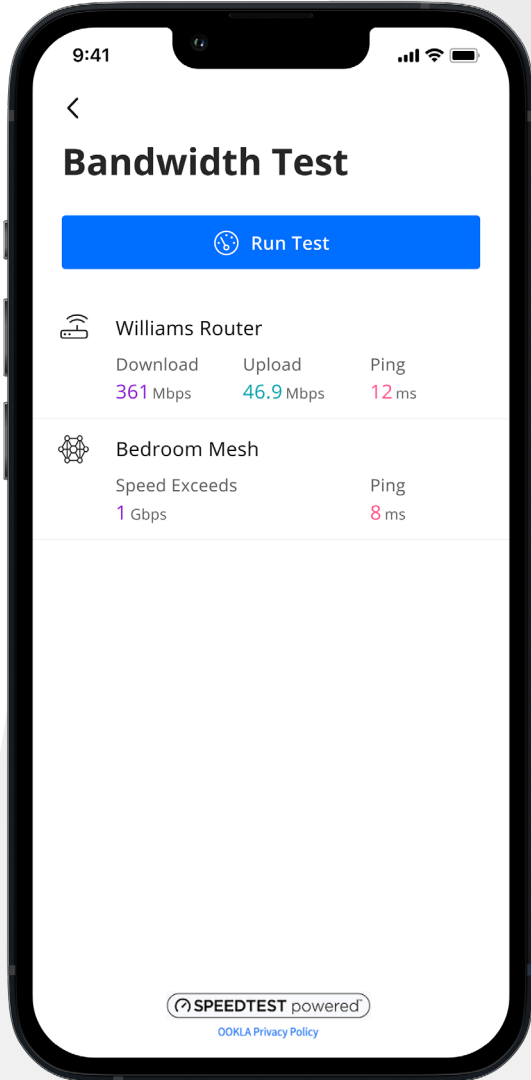 9:41
Bandwidth Test
Run Test
Williams Router
Download Upload Ping
361 Mbps 46.9 Mbps 12 ms
Bedroom Mesh
Speed Exceeds Ping
1 Gbps 8 ms
SPEEDTEST powered™
OOKLA Privacy Policy